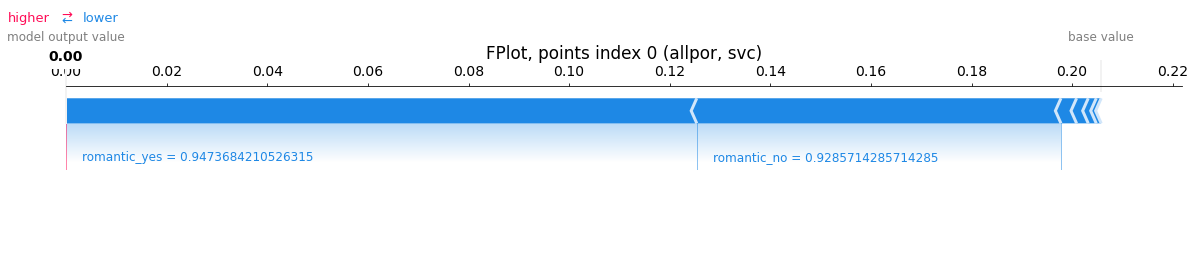 higher ⇄ lower
model output value
base value
FPlot, points index 0 (allpor, svc)
0.00
0.00 0.02 0.04 0.06 0.08 0.10 0.12 0.14 0.16 0.18 0.20 0.22
romantic_yes = 0.9473684210526315
romantic_no = 0.9285714285714285